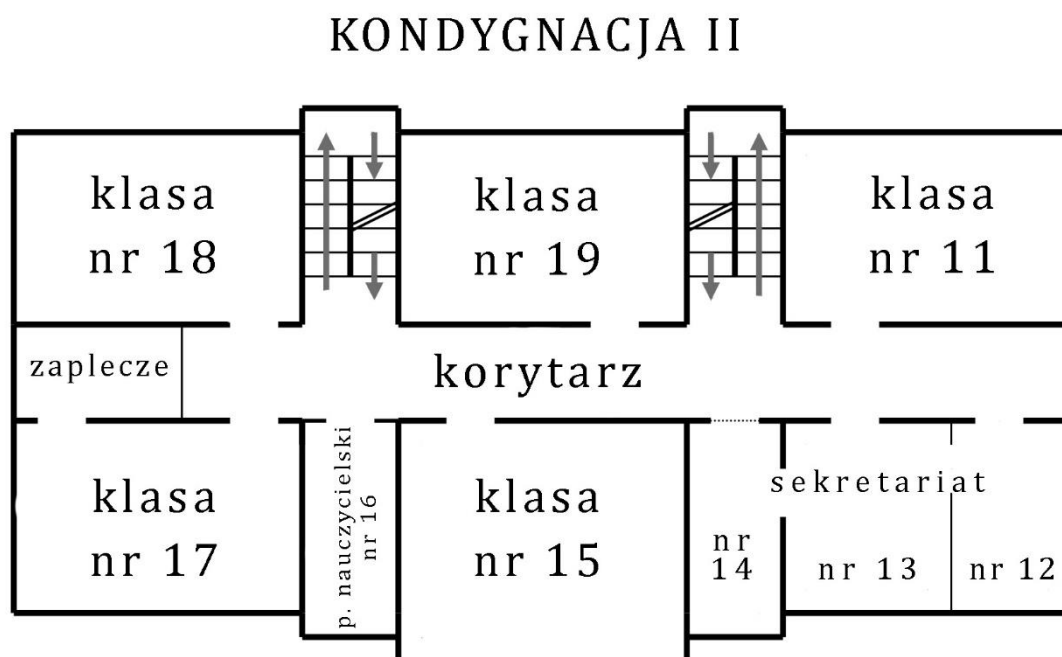 KONDYGNACJA II
klasa
nr 18
klasa
nr 19
klasa
nr 11
zaplecze
korytarz
klasa
nr 17
p. nauczycielski
nr 16
klasa
nr 15
nr
14
sekretariat
nr 13
nr 12